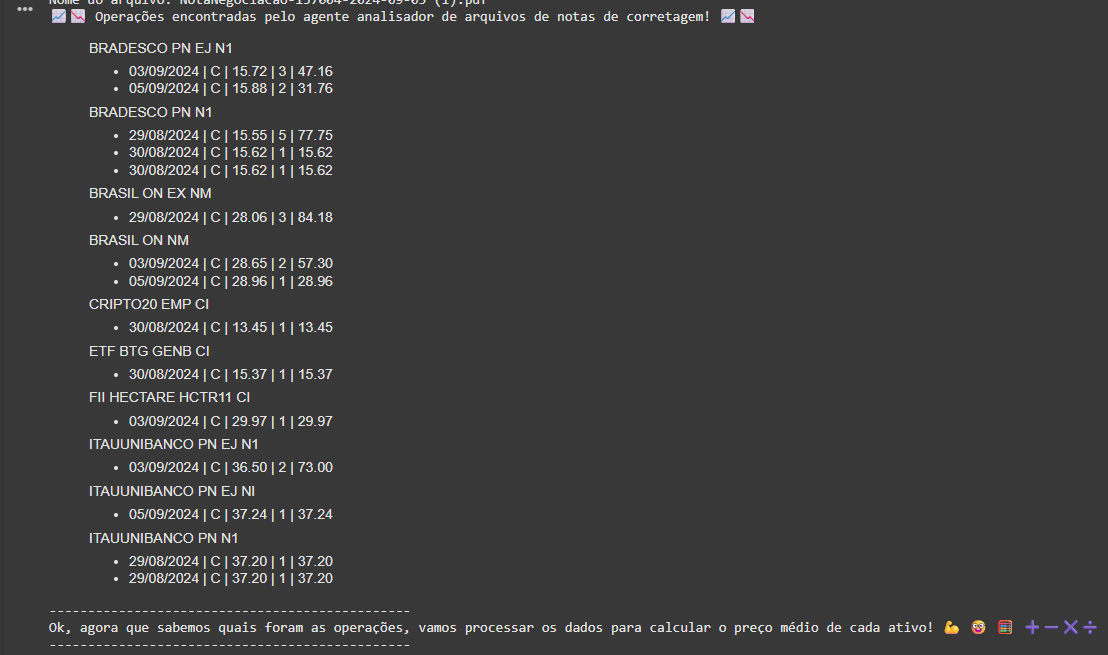 Nome do arquivo: NotaNegociacao-157004-2024-09-05 (1).pdf
Operações encontradas pelo agente analisador de arquivos de notas de corretagem!
BRADESCO PN EJ N1
• 03/09/2024 | C | 15.72 | 3 | 47.16
• 05/09/2024 | C | 15.88 | 2 | 31.76
BRADESCO PN N1
• 29/08/2024 | C | 15.55 | 5 | 77.75
• 30/08/2024 | C | 15.62 | 1 | 15.62
• 30/08/2024 | C | 15.62 | 1 | 15.62
BRASIL ON EX NM
• 29/08/2024 | C | 28.06 | 3 | 84.18
BRASIL ON NM
• 03/09/2024 | C | 28.65 | 2 | 57.30
• 05/09/2024 | C | 28.96 | 1 | 28.96
CRIPTO20 EMP CI
• 30/08/2024 | C | 13.45 | 1 | 13.45
ETF BTG GENB CI
• 30/08/2024 | C | 15.37 | 1 | 15.37
FII HECTARE HCTR11 CI
• 03/09/2024 | C | 29.97 | 1 | 29.97
ITAUUNIBANCO PN EJ N1
• 03/09/2024 | C | 36.50 | 2 | 73.00
ITAUUNIBANCO PN EJ NI
• 05/09/2024 | C | 37.24 | 1 | 37.24
ITAUUNIBANCO PN N1
• 29/08/2024 | C | 37.20 | 1 | 37.20
• 29/08/2024 | C | 37.20 | 1 | 37.20
-----------------------------------------------
Ok, agora que sabemos quais foram as operações, vamos processar os dados para calcular o preço médio de cada ativo!
-----------------------------------------------